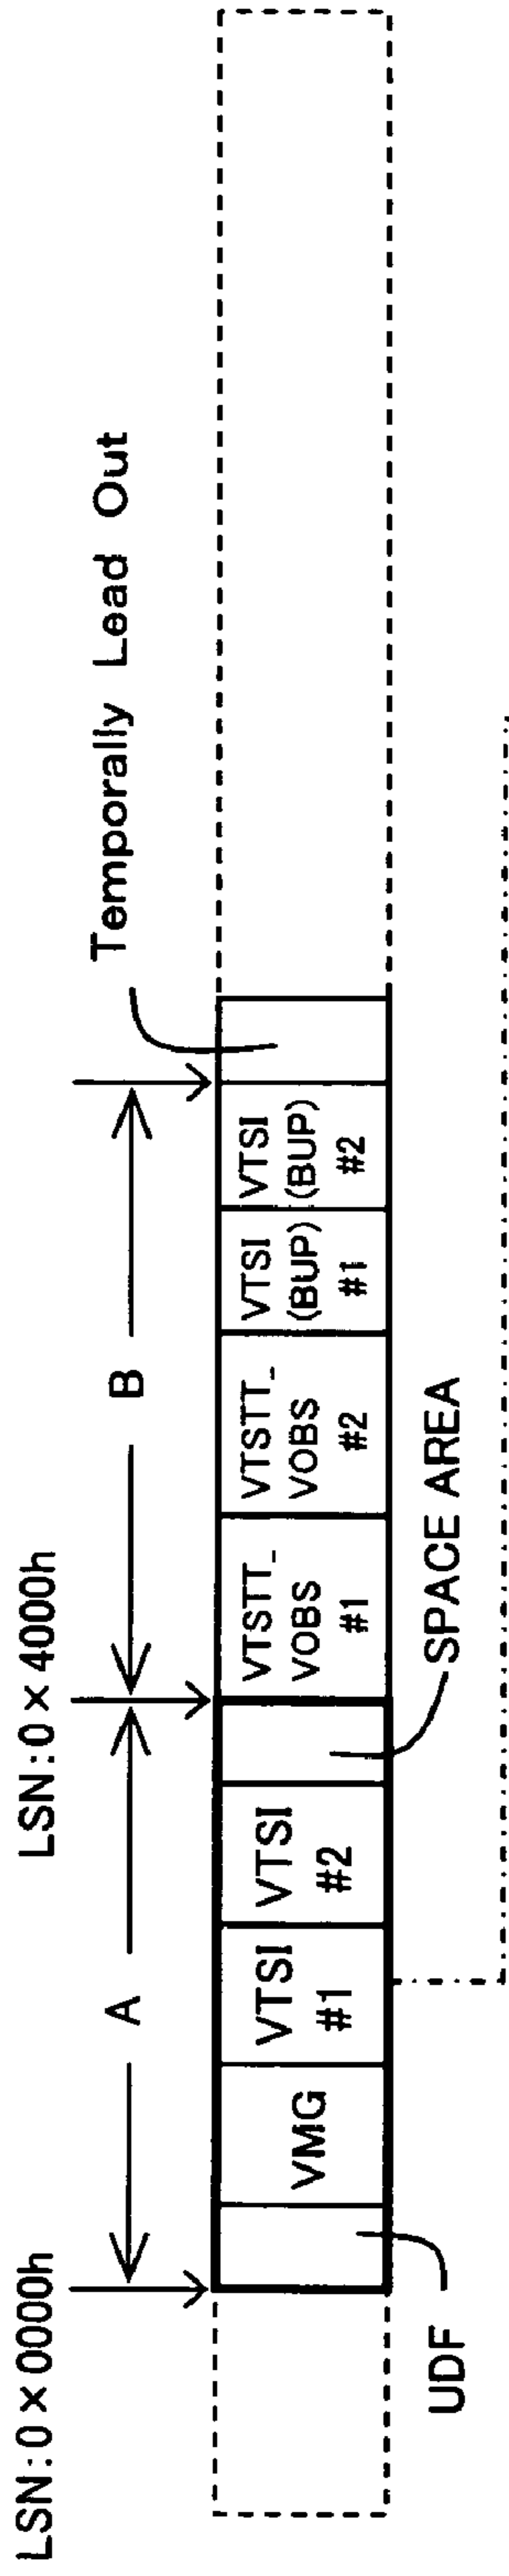 LSN:0×0000h
LSN:0×4000h
A
B
Temporally Lead Out
VMG
VTSI
#1
VTSI
#2
VTSTT_
VOBS
#1
VTSTT_
VOBS
#2
VTSI
(BUP)
#1
VTSI
(BUP)
#2
UDF
SPACE AREA